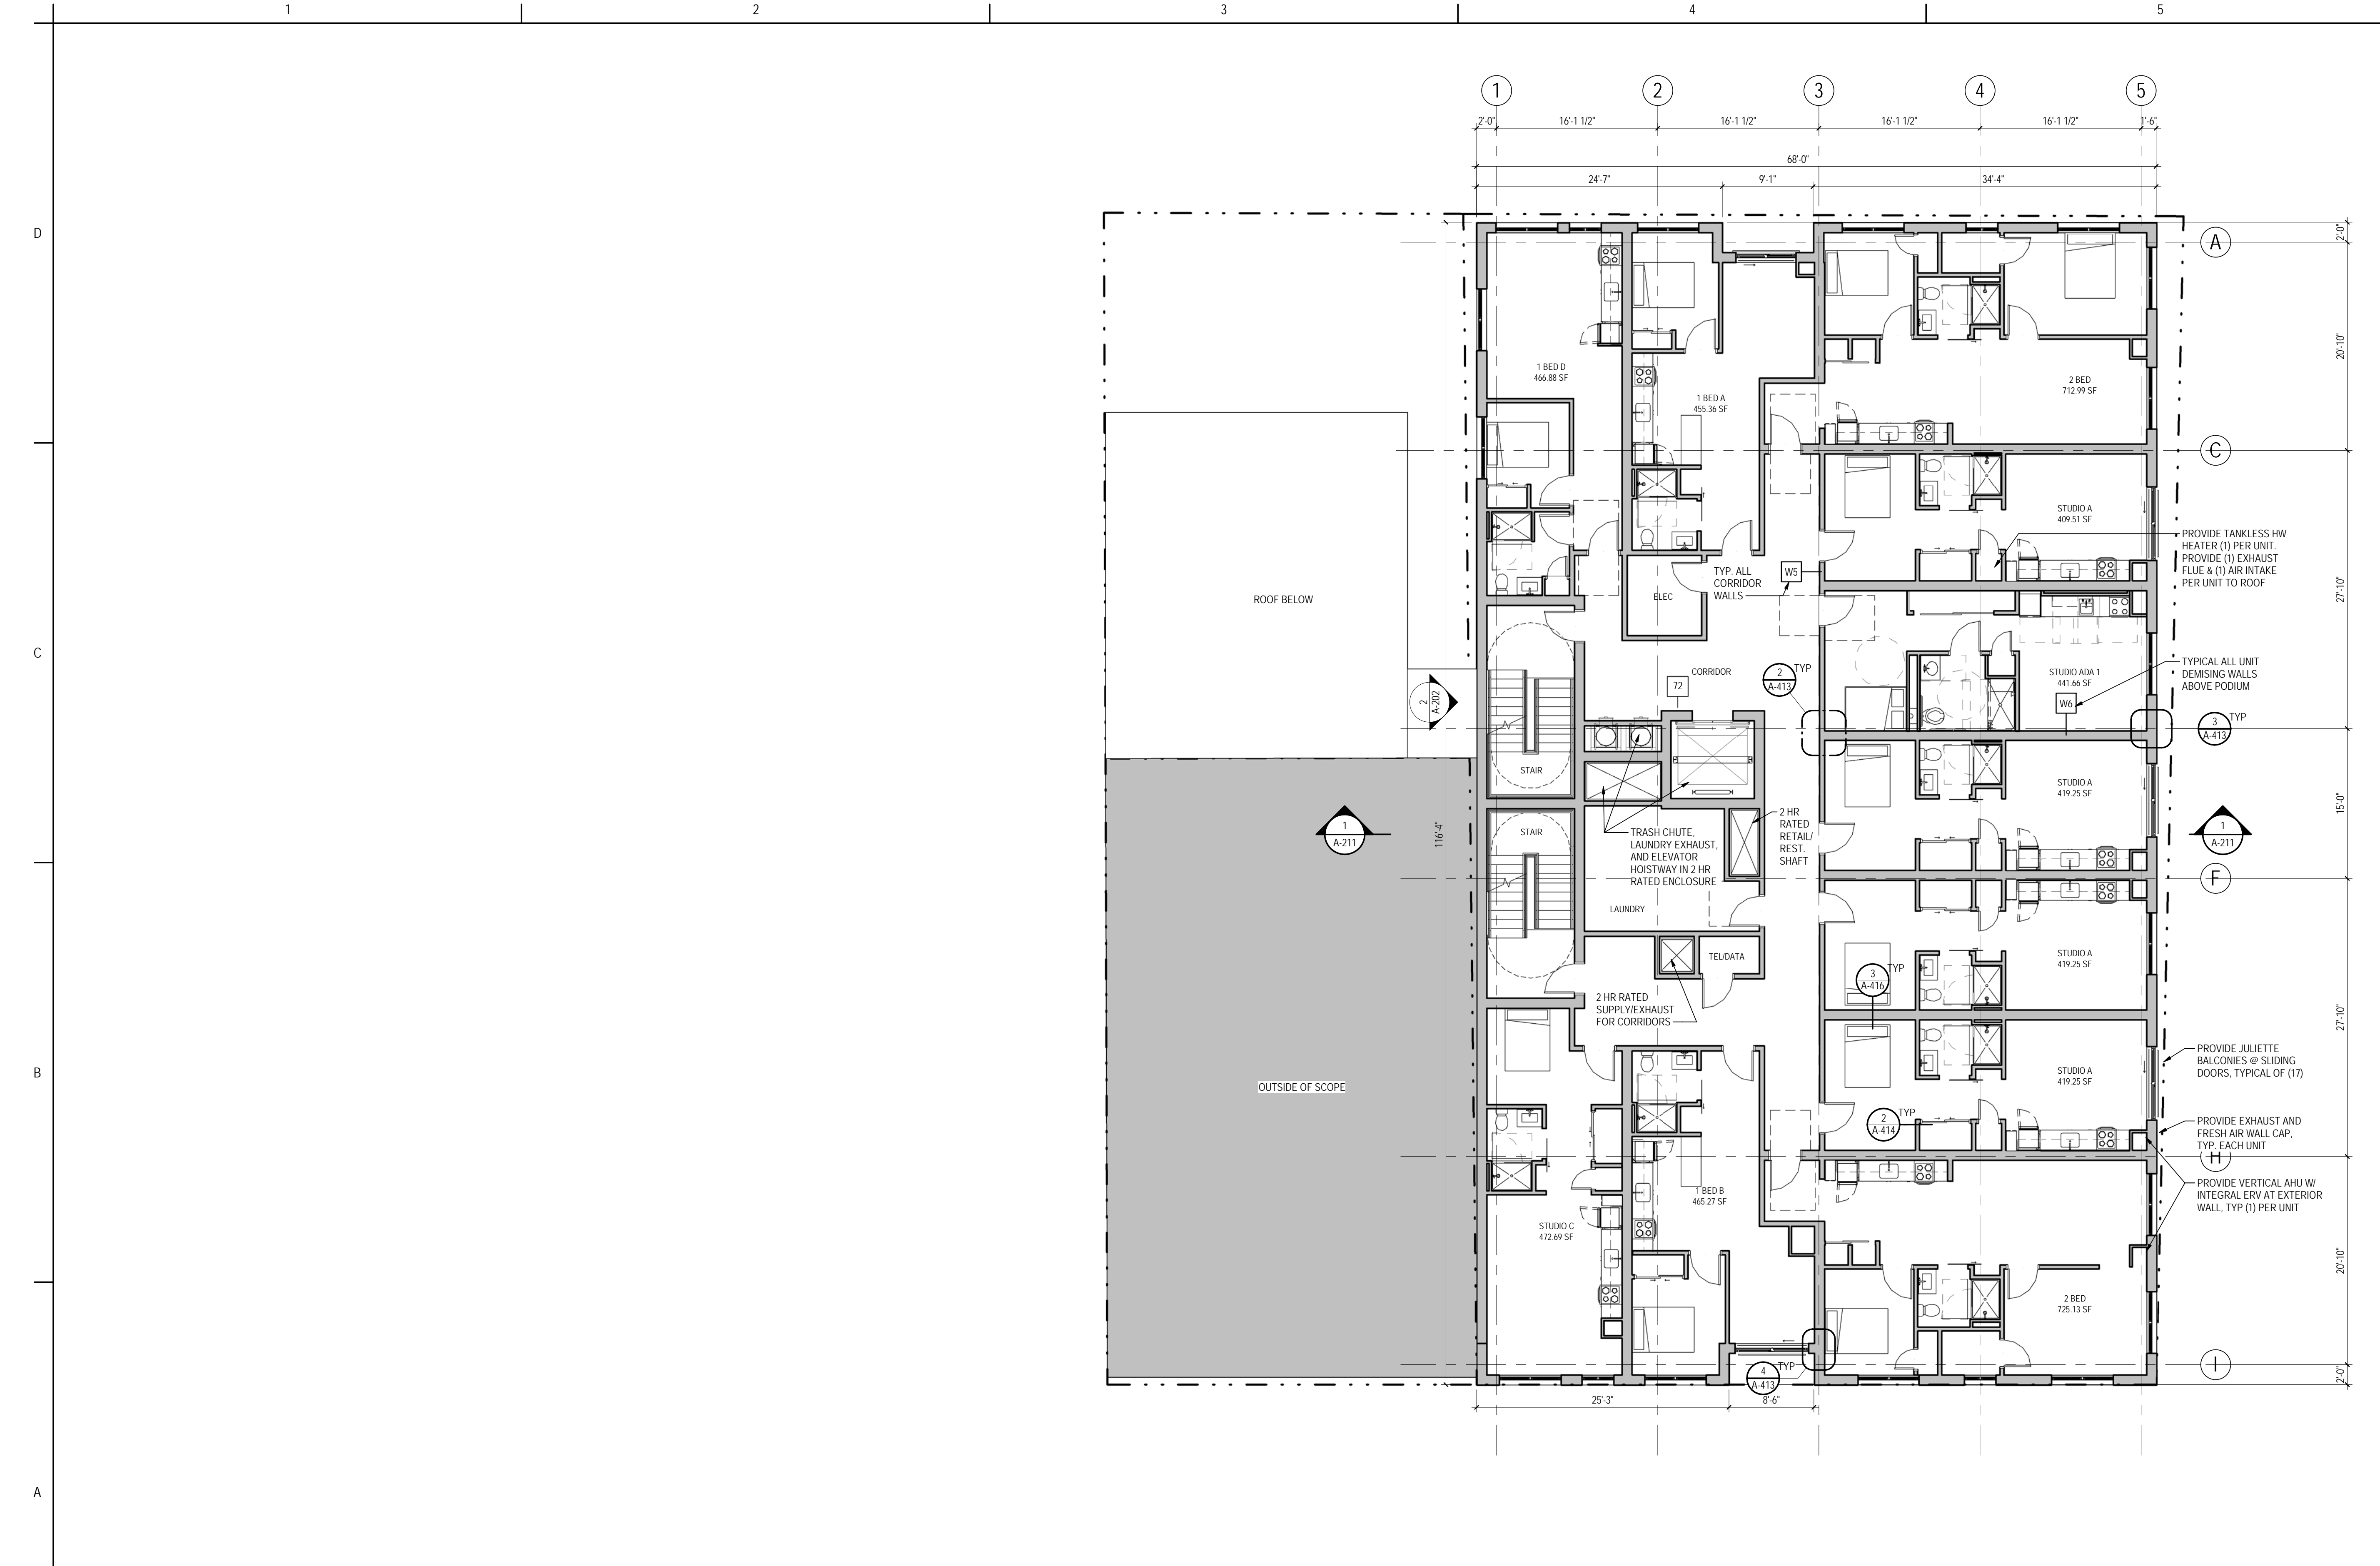 1
2
3
4
5
D
C
B
A
1
2
3
4
5
2'-0"
16'-1 1/2"
16'-1 1/2"
16'-1 1/2"
16'-1 1/2"
1'-6"
68'-0"
24'-7"
9'-1"
34'-4"
A
C
F
H
I
2'-0"
20'-10"
27'-10"
15'-0"
27'-10"
20'-10"
2'-0"
116'-4"
25'-3"
8'-6"
1 BED D
466.88 SF
1 BED A
455.36 SF
2 BED
712.99 SF
STUDIO A
409.51 SF
PROVIDE TANKLESS HW
HEATER (1) PER UNIT.
PROVIDE (1) EXHAUST
FLUE & (1) AIR INTAKE
PER UNIT TO ROOF
TYP. ALL
CORRIDOR
WALLS
W5
ELEC
ROOF BELOW
CORRIDOR
72
2
A-413
TYP
STUDIO ADA 1
441.66 SF
W6
TYPICAL ALL UNIT
DEMISING WALLS
ABOVE PODIUM
3
A-413
TYP
2
A-202
STAIR
STAIR
STUDIO A
419.25 SF
1
A-211
1
A-211
TRASH CHUTE,
LAUNDRY EXHAUST,
AND ELEVATOR
HOISTWAY IN 2 HR
RATED ENCLOSURE
2 HR
RATED
RETAIL/
REST.
SHAFT
LAUNDRY
TEL/DATA
STUDIO A
419.25 SF
3
A-416
TYP
2 HR RATED
SUPPLY/EXHAUST
FOR CORRIDORS
OUTSIDE OF SCOPE
STUDIO A
419.25 SF
2
A-414
TYP
PROVIDE JULIETTE
BALCONIES @ SLIDING
DOORS, TYPICAL OF (17)
PROVIDE EXHAUST AND
FRESH AIR WALL CAP,
TYP. EACH UNIT
PROVIDE VERTICAL AHU W/
INTEGRAL ERV AT EXTERIOR
WALL, TYP (1) PER UNIT
1 BED B
465.27 SF
STUDIO C
472.69 SF
2 BED
725.13 SF
4
A-413
TYP